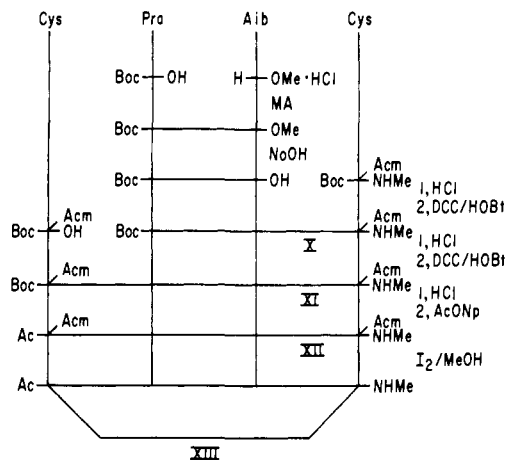 Cys Pra Aib Cys
Boc OH H OMe·HCl
MA
Boc OMe
NaOH
Boc OH Boc Acm NHMe
1, HCl
2, DCC/HOBt
Boc Acm OH Boc X Acm NHMe
1, HCl
2, DCC/HOBt
Boc Acm XI Acm NHMe
1, HCl
2, AcONp
Ac Acm XII Acm NHMe
I2/MeOH
Ac NHMe
XIII